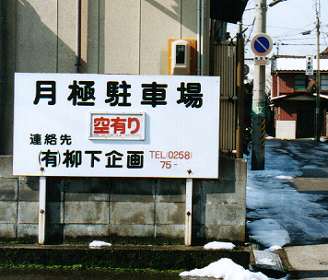 月極駐車場
空有り
連絡先
(有)柳下企画
TEL(0258)
75-